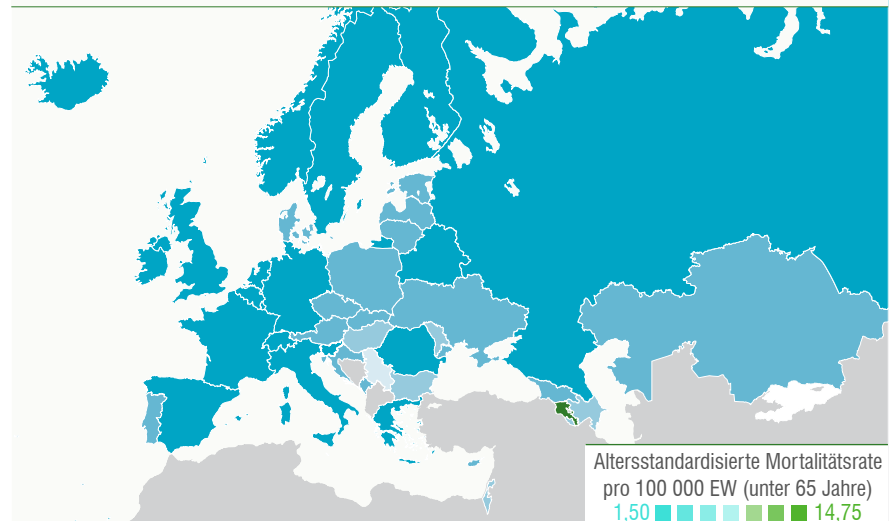 Altersstandardisierte Mortalitätsrate
pro 100 000 EW (unter 65 Jahre)
1,50 14,75